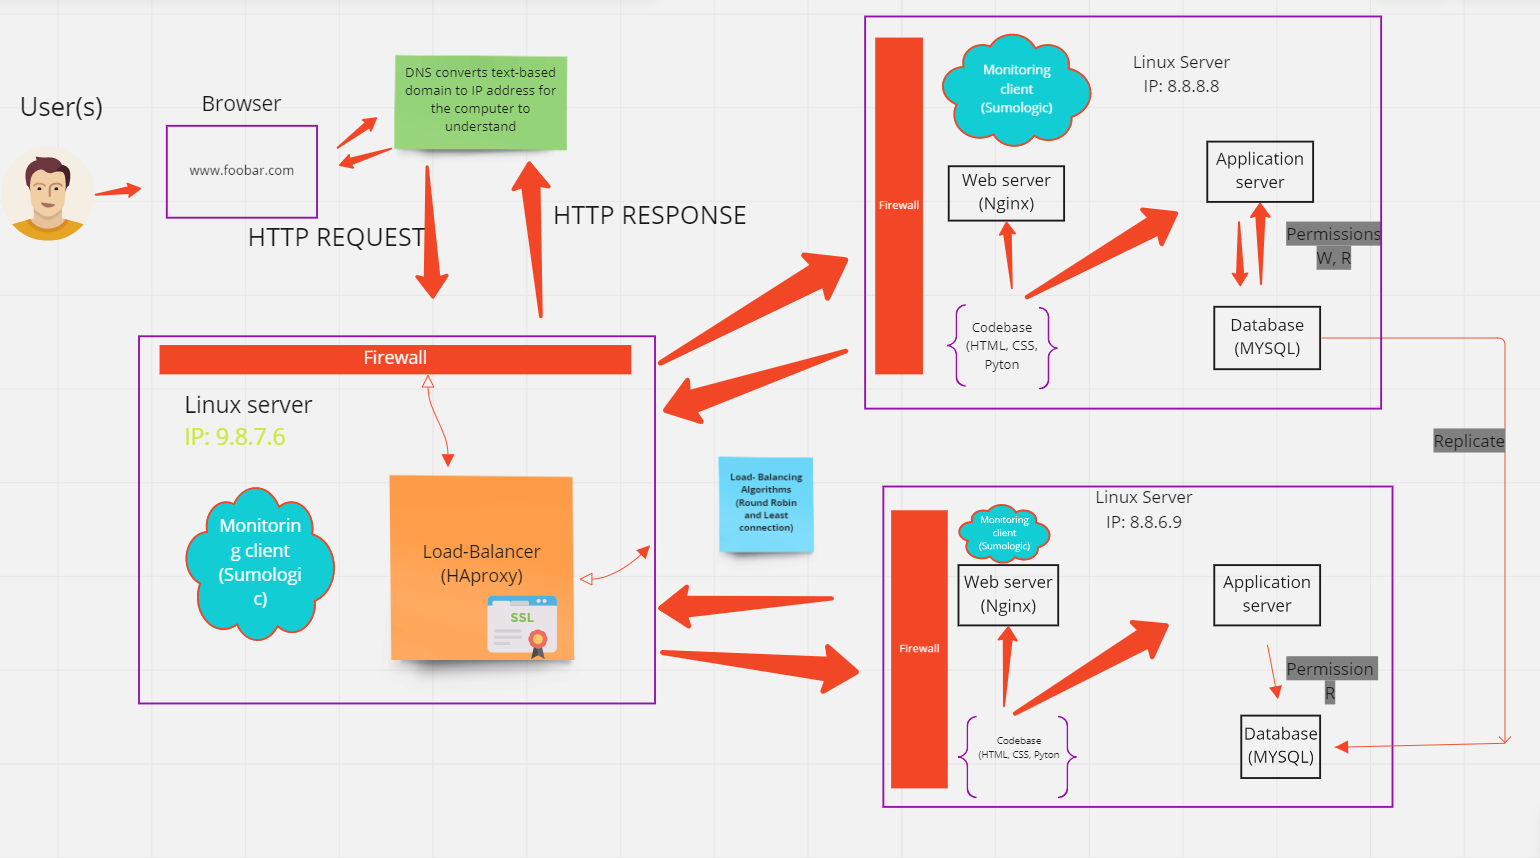 User(s)
Browser
www.foobar.com
DNS converts text-based
domain to IP address for
the computer to
understand
HTTP REQUEST
HTTP RESPONSE
Firewall
Linux server
IP: 9.8.7.6
Monitorin
g client
(Sumologi
c)
Load-Balancer
(HAproxy)
SSL
Load- Balancing
Algorithms
(Round Robin
and Least
connection)
Firewall
Monitoring
client
(Sumologic)
Linux Server
IP: 8.8.8.8
Web server
(Nginx)
Application
server
Permissions
W, R
Codebase
(HTML, CSS,
Pyton
Database
(MYSQL)
Replicate
Linux Server
IP: 8.8.6.9
Firewall
Monitoring
client
(Sumologic)
Web server
(Nginx)
Application
server
Permission
R
Codebase
(HTML, CSS, Pyton
Database
(MYSQL)